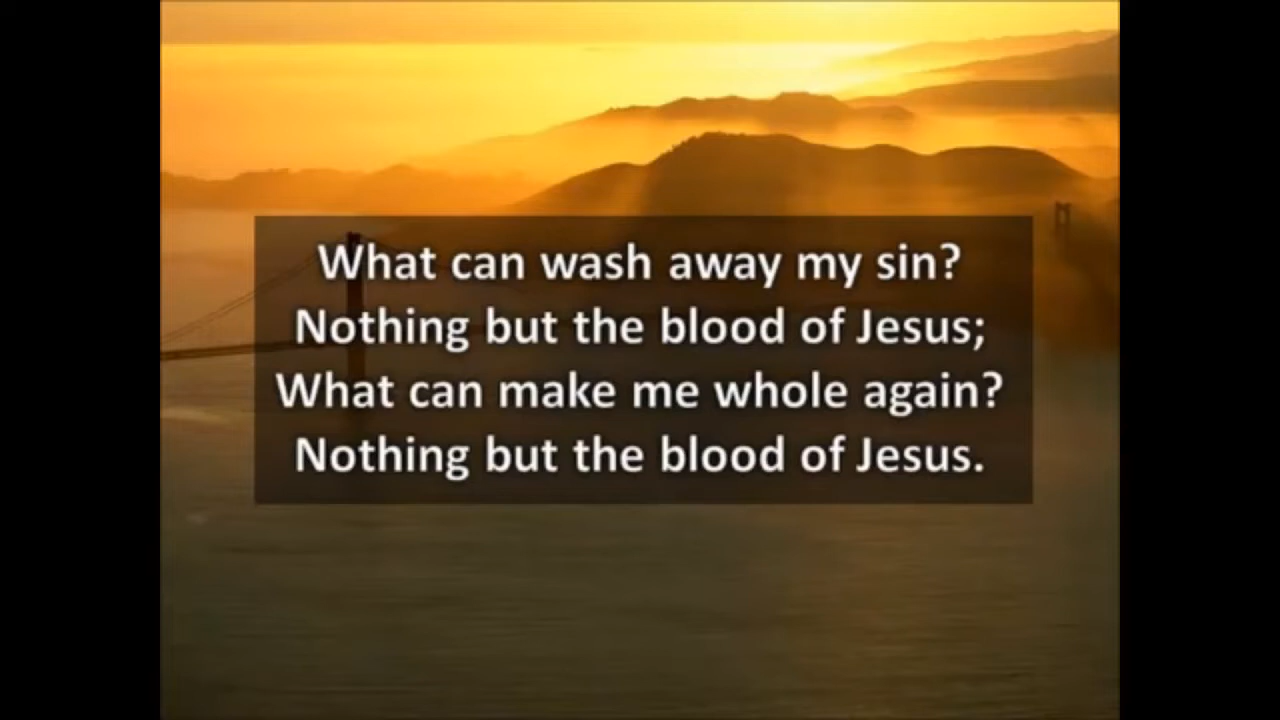 What can wash away my sin?
Nothing but the blood of Jesus;
What can make me whole again?
Nothing but the blood of Jesus.